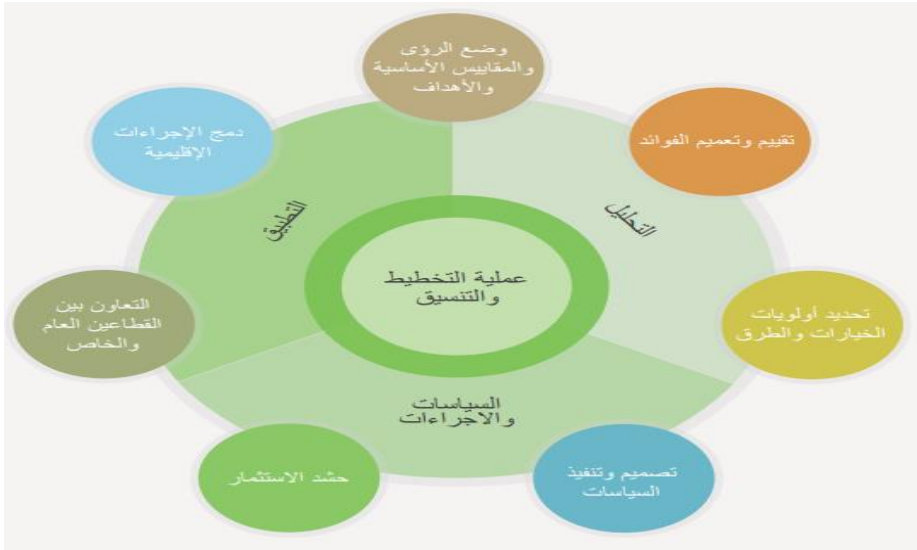 وضع الرؤى
والمقاييس الأساسية
والأهداف
تقييم وتعميم الفوائد
تحديد أولويات
الخيارات والطرق
تصميم وتنفيذ
السياسات
حشد الاستثمار
التعاون بين
القطاعين العام
والخاص
دمج الإجراءات
الإقليمية
التحليل
السياسات
والاجراءات
التطبيق
عملية التخطيط
والتنسيق